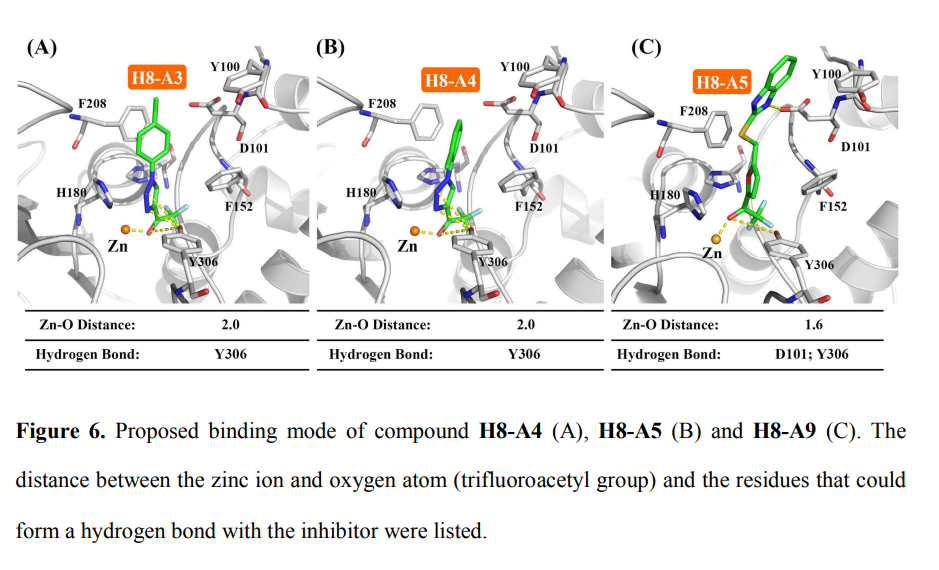 (A)
H8-A3
Y100
F208
D101
H180
F152
Zn
Y306
Zn-O Distance: 2.0
Hydrogen Bond: Y306
(B)
H8-A4
Y100
F208
D101
H180
F152
Zn
Y306
Zn-O Distance: 2.0
Hydrogen Bond: Y306
(C)
H8-A5
Y100
F208
D101
H180
F152
Zn
Y306
Zn-O Distance: 1.6
Hydrogen Bond: D101; Y306
Figure 6. Proposed binding mode of compound H8-A4 (A), H8-A5 (B) and H8-A9 (C). The
distance between the zinc ion and oxygen atom (trifluoroacetyl group) and the residues that could
form a hydrogen bond with the inhibitor were listed.